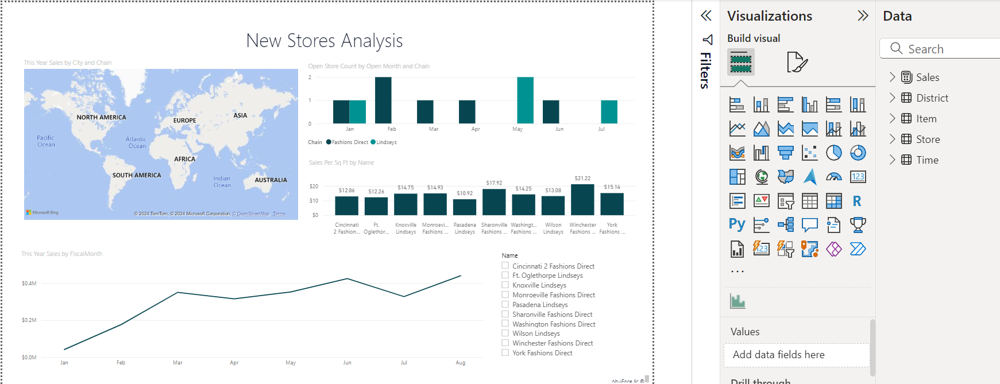 New Stores Analysis
This Year Sales by City and Chain
NORTH AMERICA
EUROPE
ASIA
Pacific
Ocean
Atlantic
Ocean
AFRICA
SOUTH AMERICA
Indian
Ocean
AUSTRALIA
Microsoft Bing
© 2024 TomTom, © 2024 Microsoft Corporation, © OpenStreetMap Terms
Open Store Count by Open Month and Chain
2
1
0
Jan Feb Mar Apr May Jun Jul
Chain Fashions Direct Lindseys
Sales Per Sq Ft by Name
$20
$10
$0
$12.86 $12.26 $14.75 $14.93 $10.92 $17.92 $14.25 $13.08 $21.22 $15.14
Cincinnati Ft. Knoxville Monroevi... Pasadena Sharonville Washingt... Wilson Winchester York
2 Fashion... Oglethor... Lindseys Fashions ... Lindseys Fashions ... Fashions ... Lindseys Fashions ... Fashions ...
This Year Sales by FiscalMonth
$0.4M
$0.2M
$0.0M
Jan Feb Mar Apr May Jun Jul Aug
Name
Cincinnati 2 Fashions Direct
Ft. Oglethorpe Lindseys
Knoxville Lindseys
Monroeville Fashions Direct
Pasadena Lindseys
Sharonville Fashions Direct
Washington Fashions Direct
Wilson Lindseys
Winchester Fashions Direct
York Fashions Direct
obviEnce llc ©
Filters
Visualizations
Build visual
123
R
Py
123
...
Values
Add data fields here
Drill through
Data
Search
Sales
District
Item
Store
Time